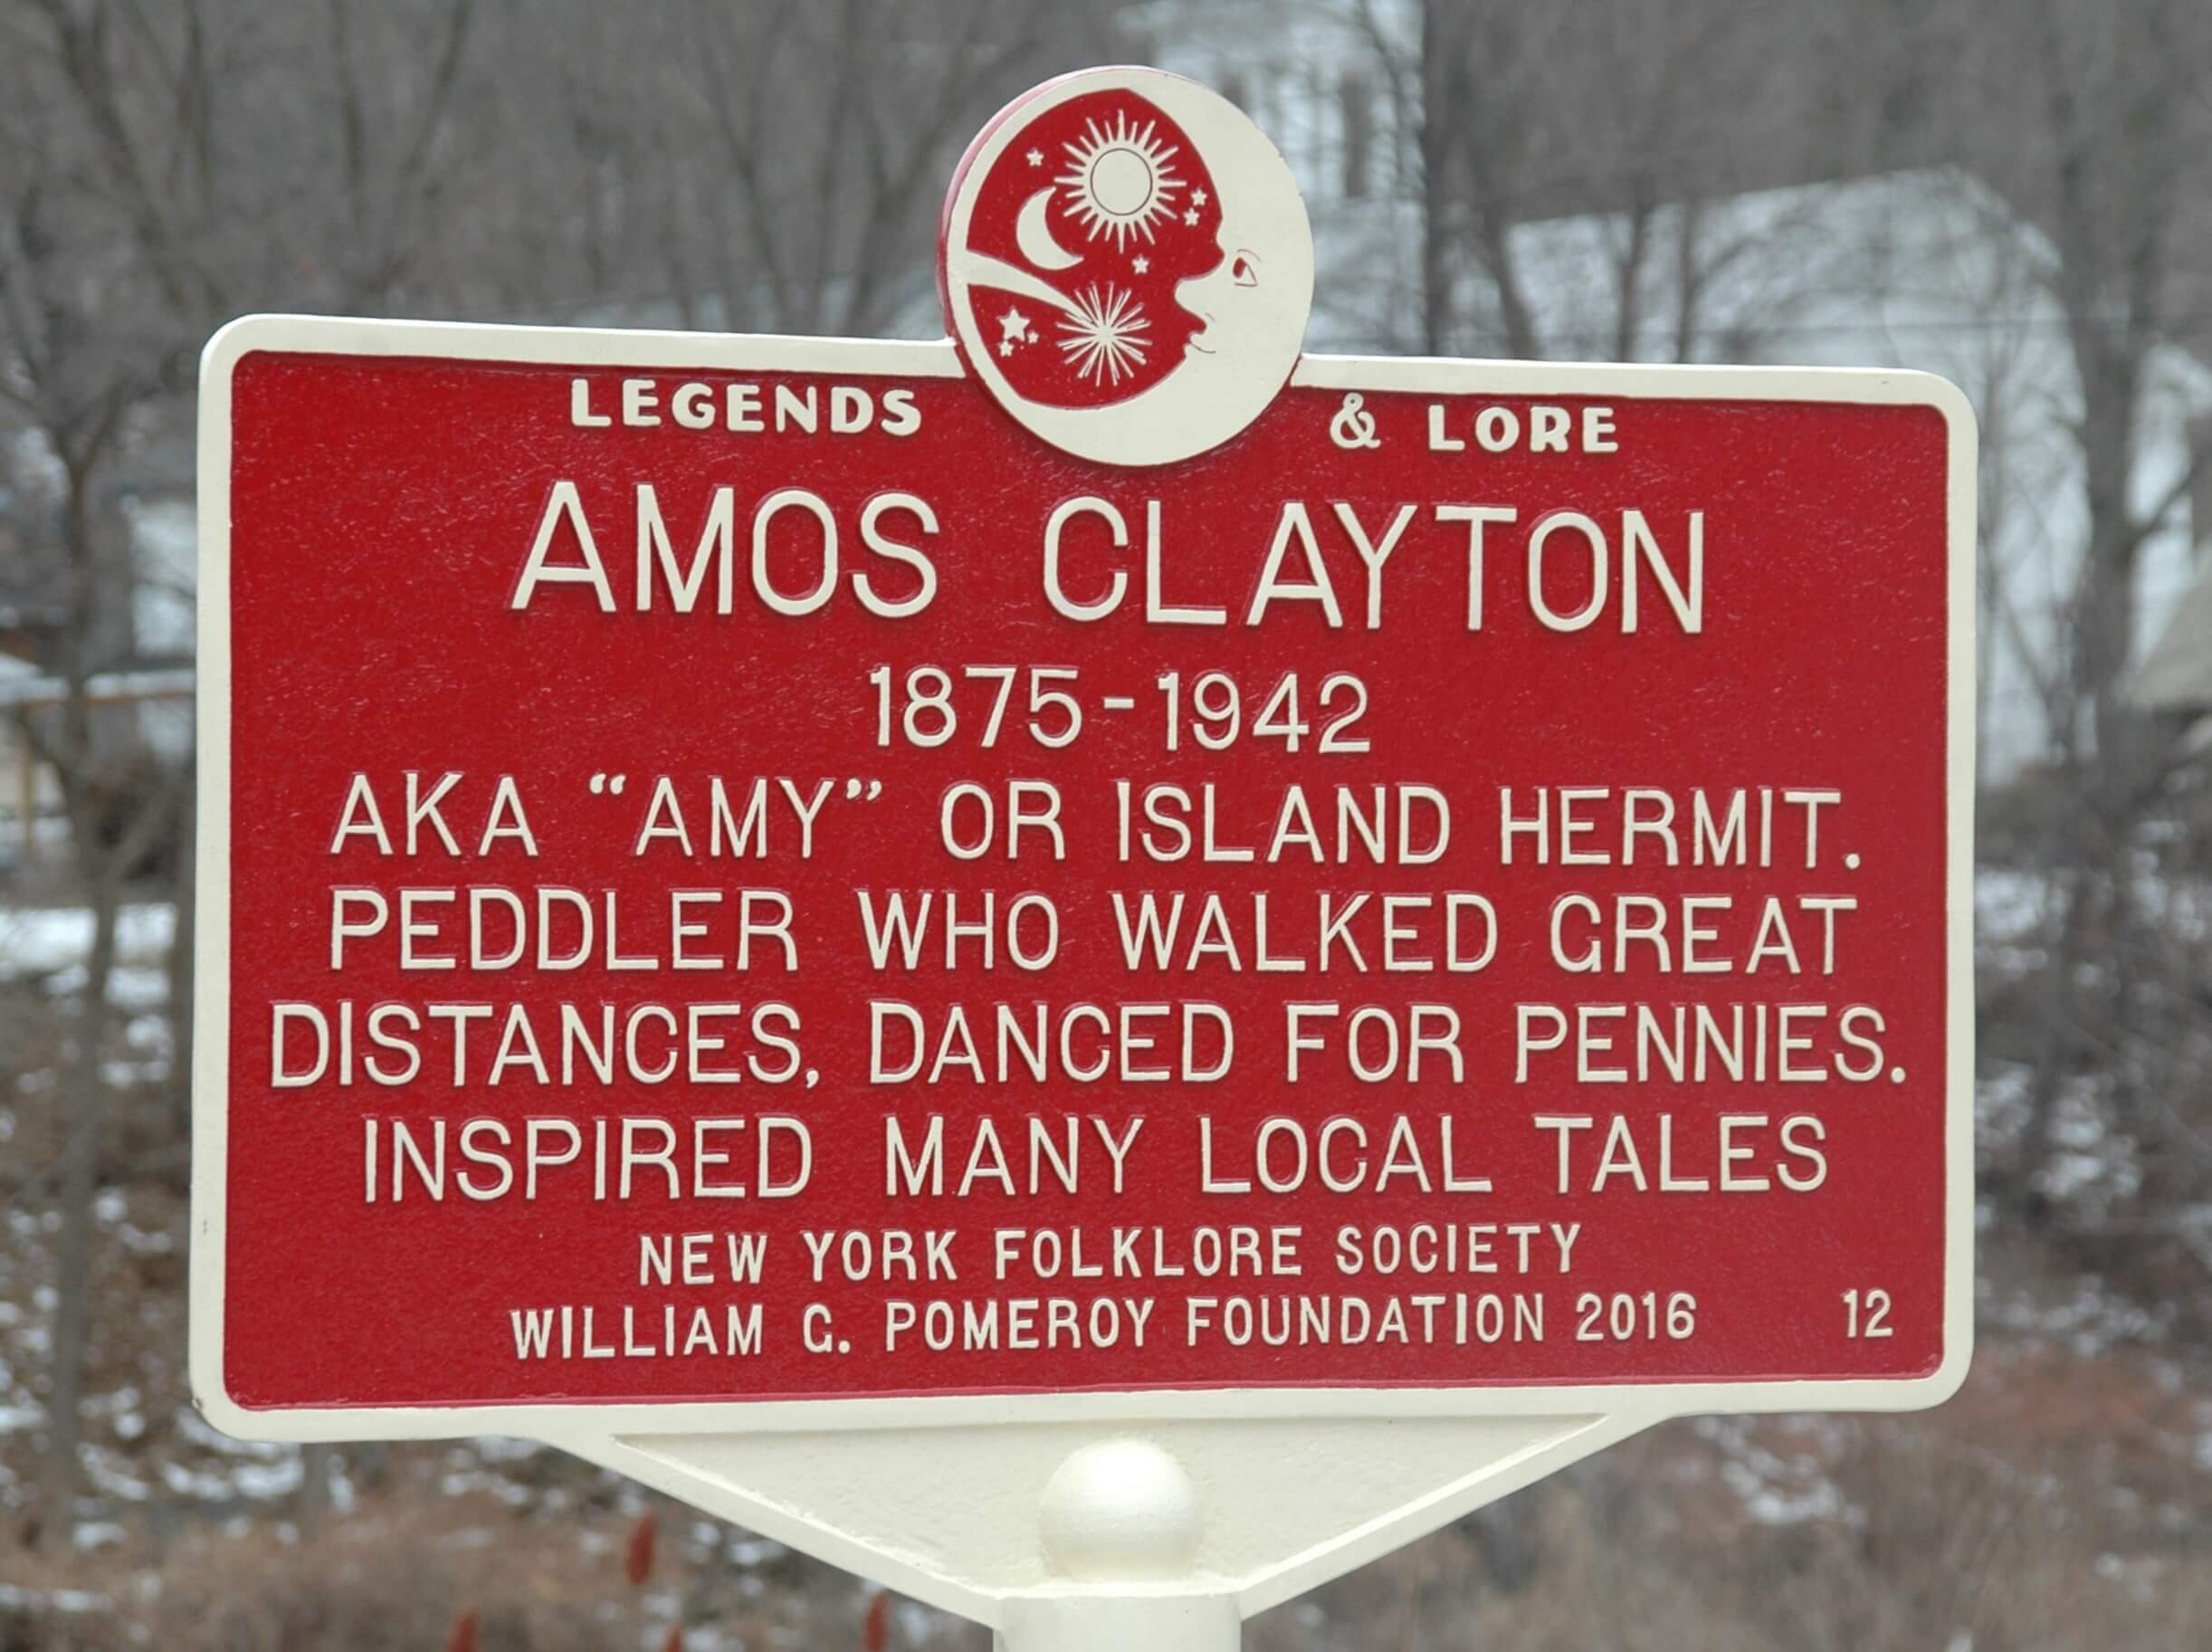 LEGENDS & LORE
AMOS CLAYTON
1875-1942
AKA “AMY” OR ISLAND HERMIT.
PEDDLER WHO WALKED GREAT
DISTANCES, DANCED FOR PENNIES.
INSPIRED MANY LOCAL TALES
NEW YORK FOLKLORE SOCIETY
WILLIAM G. POMEROY FOUNDATION 2016 12